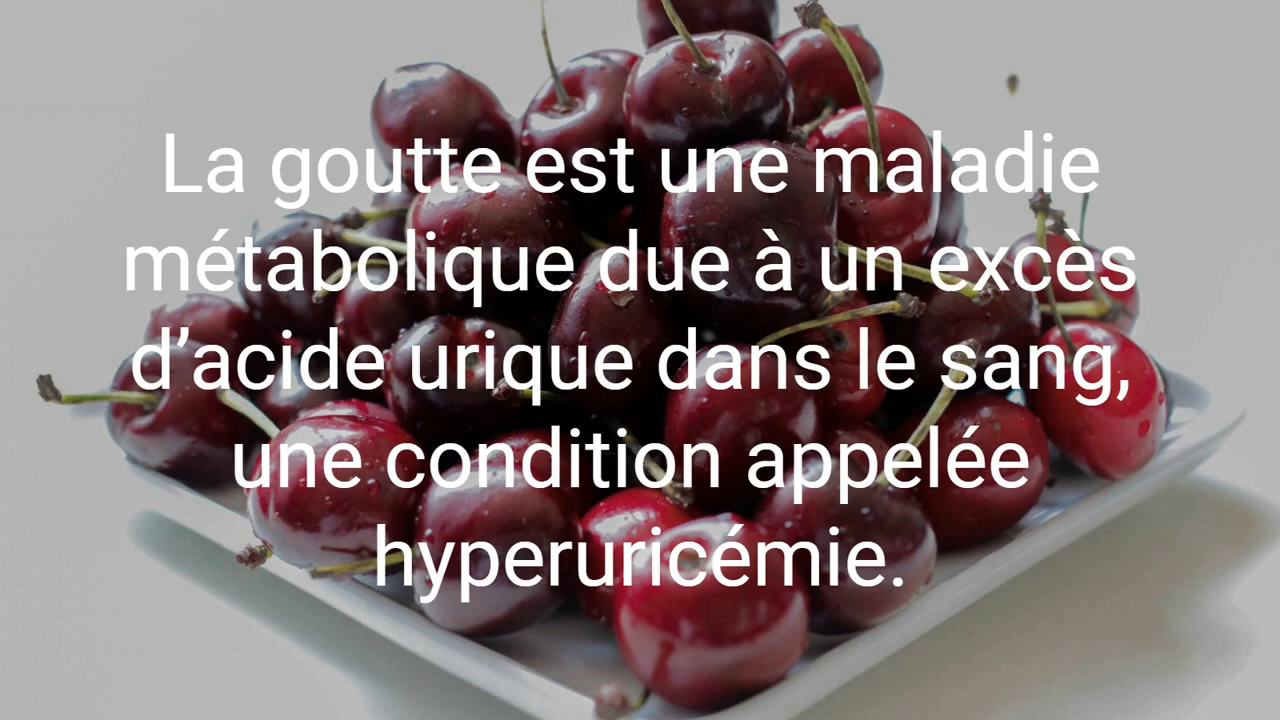 La goutte est une maladie
métabolique due à un excès
d’acide urique dans le sang,
une condition appelée
hyperuricémie.